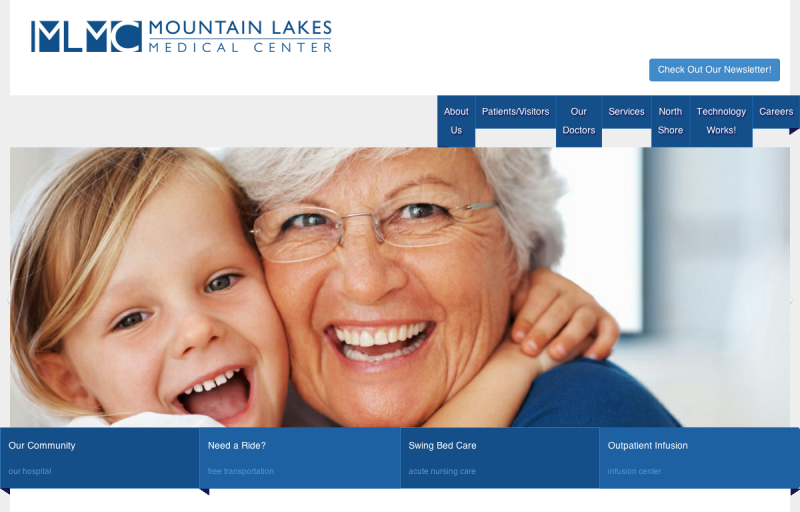 MLMC MOUNTAIN LAKES
MEDICAL CENTER
Check Out Our Newsletter!
About Us
Patients/Visitors
Our Doctors
Services
North Shore
Technology Works!
Careers
Our Community
our hospital
Need a Ride?
free transportation
Swing Bed Care
acute nursing care
Outpatient Infusion
infusion center